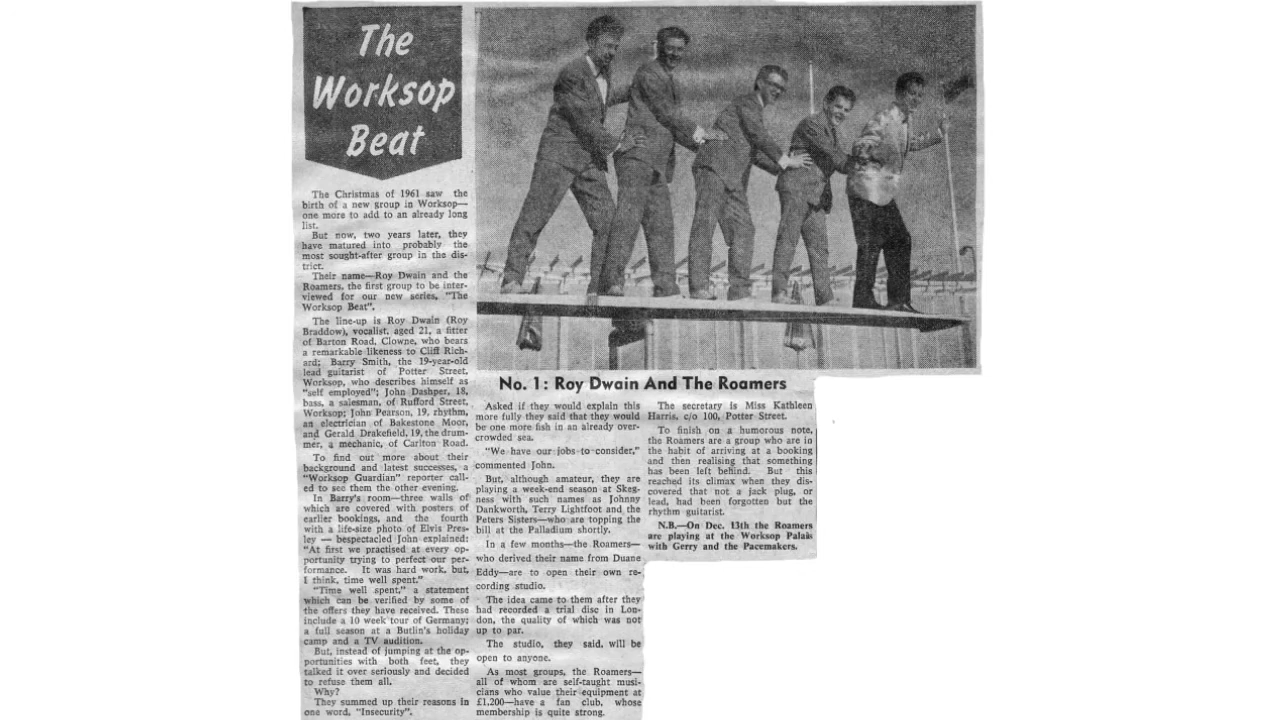 The
Worksop
Beat
The Christmas of 1961 saw the
birth of a new group in Worksop—
one more to add to an already long
list.
But now, two years later, they
have matured into probably the
most sought-after group in the dis-
trict.
Their name—Roy Dwain and the
Roamers, the first group to be inter-
viewed for our new series, "The
Worksop Beat".
The line-up is Roy Dwain (Roy
Braddow), vocalist, aged 21, a fitter
of Barton Road, Clowne, who bears
a remarkable likeness to Cliff Rich-
ard; Barry Smith, the 19-year-old
lead guitarist of Potter Street,
Worksop, who describes himself as
"self employed"; John Dashper, 18,
bass, a salesman, of Rufford Street,
Worksop; John Pearson, 19, rhythm,
an electrician of Bakestone Moor,
and Gerald Drakefield, 19, the drum-
mer, a mechanic, of Carlton Road.
To find out more about their
background and latest successes, a
"Worksop Guardian" reporter call-
ed to see them the other evening.
In Barry's room—three walls of
which are covered with posters of
earlier bookings, and the fourth
with a life-size photo of Elvis Pres-
ley — bespectacled John explained:
"At first we practised at every op-
portunity trying to perfect our per-
formance. It was hard work, but,
I think, time well spent."
"Time well spent," a statement
which can be verified by some of
the offers they have received. These
include a 10 week tour of Germany;
a full season at a Butlin's holiday
camp and a TV audition.
But, instead of jumping at the op-
portunities with both feet, they
talked it over seriously and decided
to refuse them all.
Why?
They summed up their reasons in
one word, "Insecurity".
No. 1: Roy Dwain And The Roamers
Asked if they would explain this
more fully they said that they would
be one more fish in an already over-
crowded sea.
"We have our jobs to consider,"
commented John.
But, although amateur, they are
playing a week-end season at Skeg-
ness with such names as Johnny
Dankworth, Terry Lightfoot and the
Peters Sisters—who are topping the
bill at the Palladium shortly.
In a few months—the Roamers—
who derived their name from Duane
Eddy—are to open their own re-
cording studio.
The idea came to them after they
had recorded a trial disc in Lon-
don, the quality of which was not
up to par.
The studio, they said, will be
open to anyone.
As most groups, the Roamers—
all of whom are self-taught musi-
cians who value their equipment at
£1,200—have a fan club, whose
membership is quite strong.
The secretary is Miss Kathleen
Harris, c/o 100, Potter Street.
To finish on a humorous note,
the Roamers are a group who are in
the habit of arriving at a booking
and then realising that something
has been left behind. But this
reached its climax when they dis-
covered that not a jack plug, or
lead, had been forgotten but the
rhythm guitarist.
N.B.—On Dec. 13th the Roamers
are playing at the Worksop Palais
with Gerry and the Pacemakers.